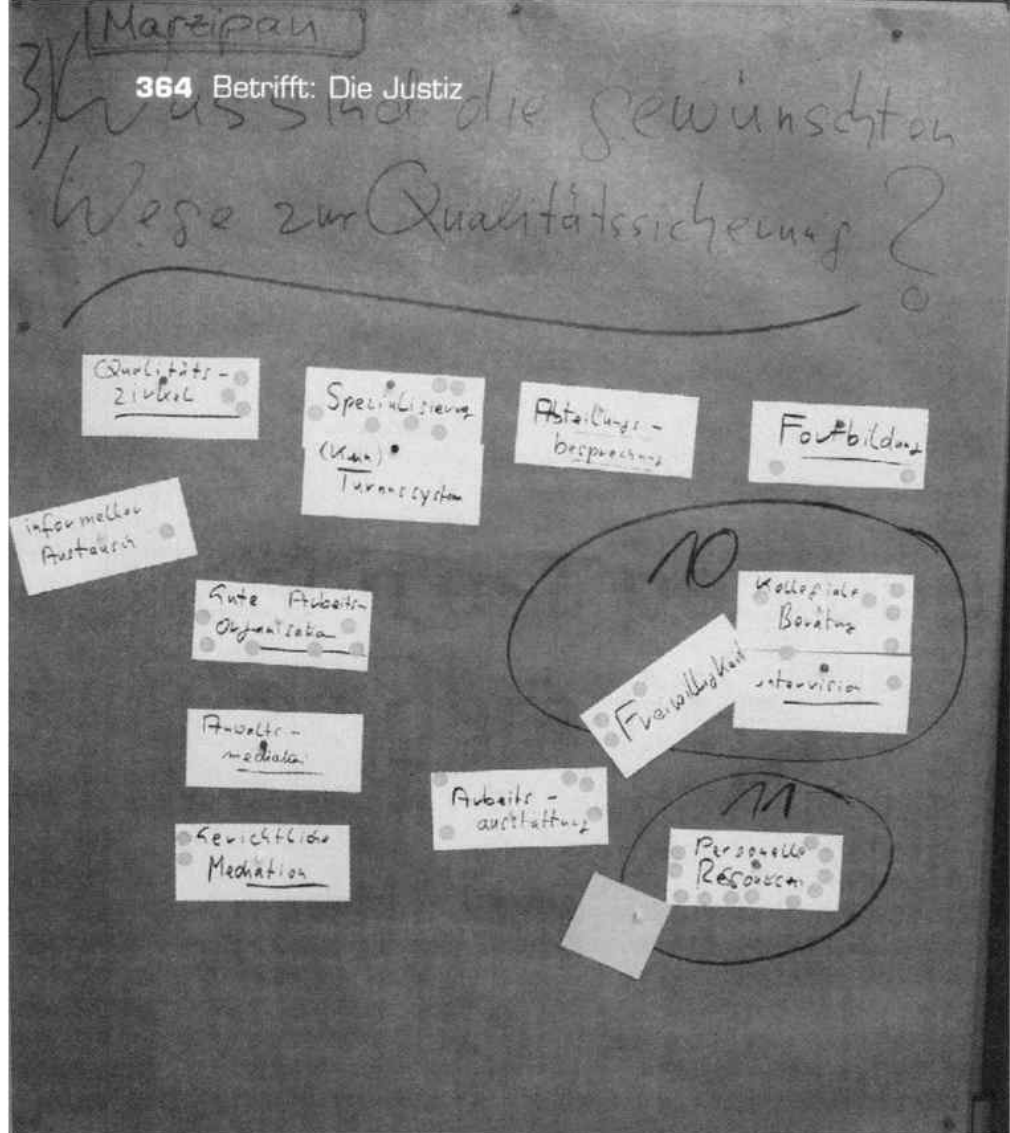 Marzipan
364 Betrifft: Die Justiz
3.) Was sind die gewünschten
Wege zur Qualitätssicherung?
Qualitäts-
zirkel
Spezialisierung
(Kein)
Turnussystem
Abteilungs-
besprechung
Fortbildung
informeller
Austausch
10
Kollegiale
Beratung
Intervision
Freiwilligkeit
Gute Arbeits-
Organisation
Anwalts-
mediation
Arbeits-
ausstattung
11
Personelle
Resourcen
Gerichtliche
Mediation